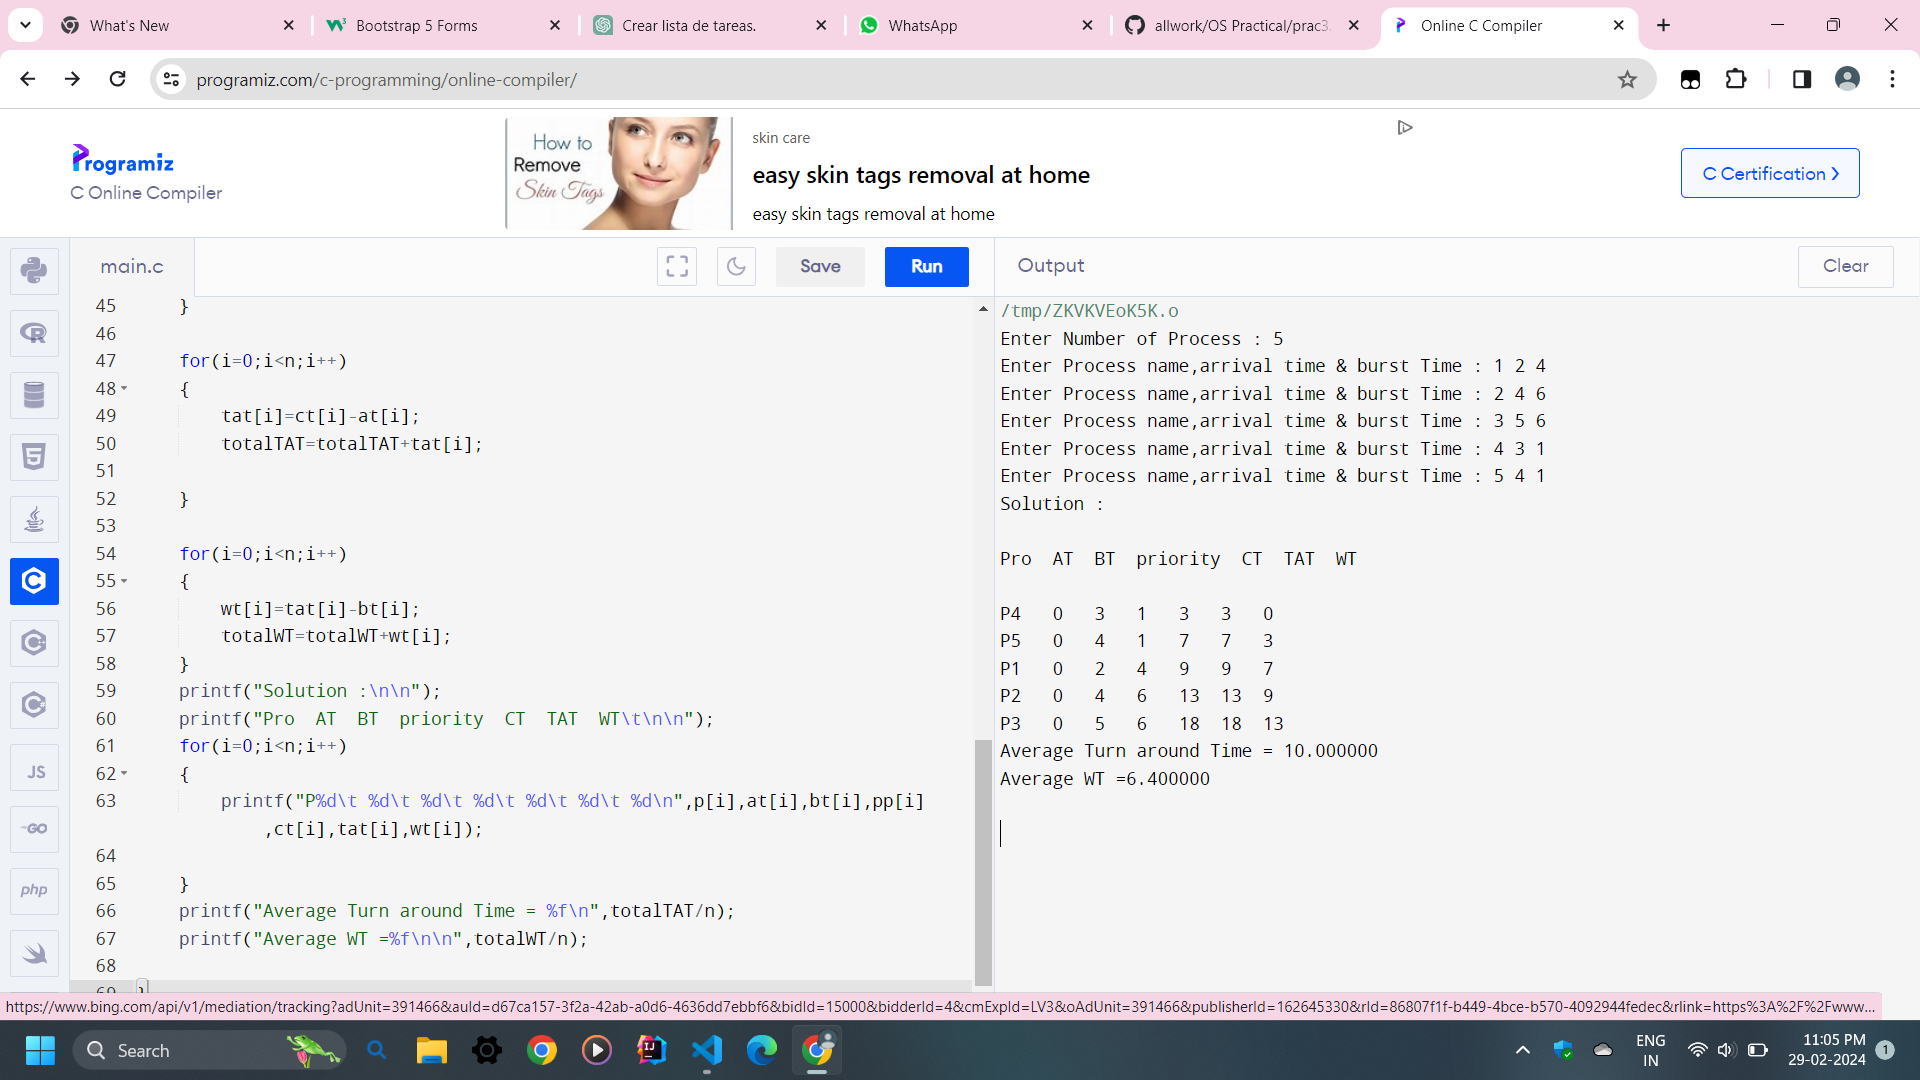 What's New
Bootstrap 5 Forms
Crear lista de tareas.
WhatsApp
allwork/OS Practical/prac3.
Online C Compiler
programiz.com/c-programming/online-compiler/
Programiz
C Online Compiler
How to
Remove
Skin Tags
skin care
easy skin tags removal at home
easy skin tags removal at home
C Certification ❯
main.c
Save
Run
Output
Clear
45 }
46
47 for(i=0;i<n;i++)
48 {
49 tat[i]=ct[i]-at[i];
50 totalTAT=totalTAT+tat[i];
51
52 }
53
54 for(i=0;i<n;i++)
55 {
56 wt[i]=tat[i]-bt[i];
57 totalWT=totalWT+wt[i];
58 }
59 printf("Solution :\n\n");
60 printf("Pro  AT  BT  priority  CT  TAT  WT\t\n\n");
61 for(i=0;i<n;i++)
62 {
63 printf("P%d\t %d\t %d\t %d\t %d\t %d\t %d\n",p[i],at[i],bt[i],pp[i]
,ct[i],tat[i],wt[i]);
64
65 }
66 printf("Average Turn around Time = %f\n",totalTAT/n);
67 printf("Average WT =%f\n\n",totalWT/n);
68
69 }
/tmp/ZKVKVEoK5K.o
Enter Number of Process : 5
Enter Process name,arrival time & burst Time : 1 2 4
Enter Process name,arrival time & burst Time : 2 4 6
Enter Process name,arrival time & burst Time : 3 5 6
Enter Process name,arrival time & burst Time : 4 3 1
Enter Process name,arrival time & burst Time : 5 4 1
Solution :
Pro  AT  BT  priority  CT  TAT  WT
P4   0   3   1   3   3   0
P5   0   4   1   7   7   3
P1   0   2   4   9   9   7
P2   0   4   6   13  13  9
P3   0   5   6   18  18  13
Average Turn around Time = 10.000000
Average WT =6.400000
JS
GO
php
https://www.bing.com/api/v1/mediation/tracking?adUnit=391466&auId=d67ca157-3f2a-42ab-a0d6-4636dd7ebbf6&bidId=15000&bidderId=4&cmExpId=LV3&oAdUnit=391466&publisherId=162645330&rId=86807f1f-b449-4bce-b570-4092944fedec&rlink=https%3A%2F%2Fwww...
Search
ENG
IN
11:05 PM
29-02-2024
1